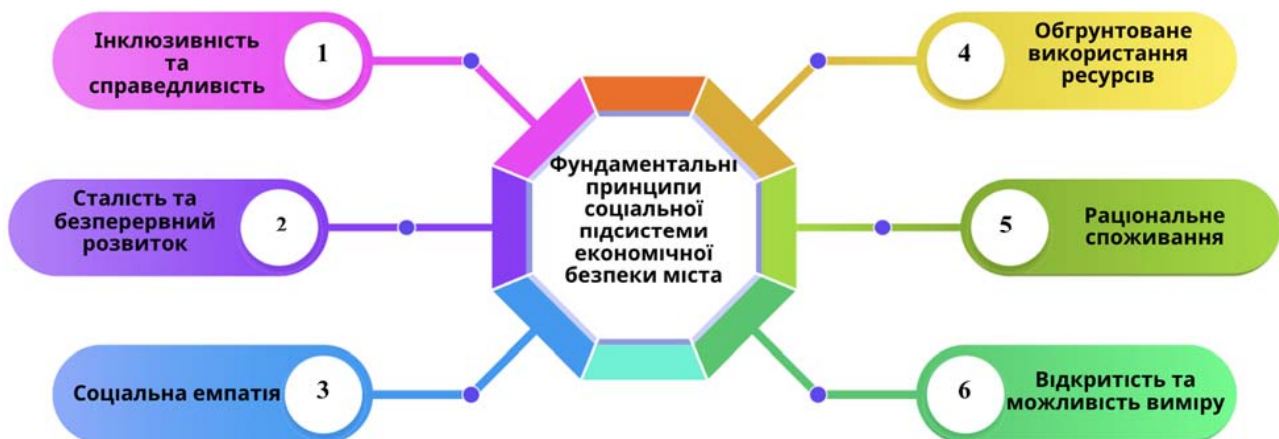 Інклюзивність
та
справедливість
1
Сталість та
безперервний
розвиток
2
Соціальна емпатія
3
Фундаментальні
принципи
соціальної
підсистеми
економічної
безпеки міста
4
Обгрунтоване
використання
ресурсів
5
Раціональне
споживання
6
Відкритість та
можливість виміру